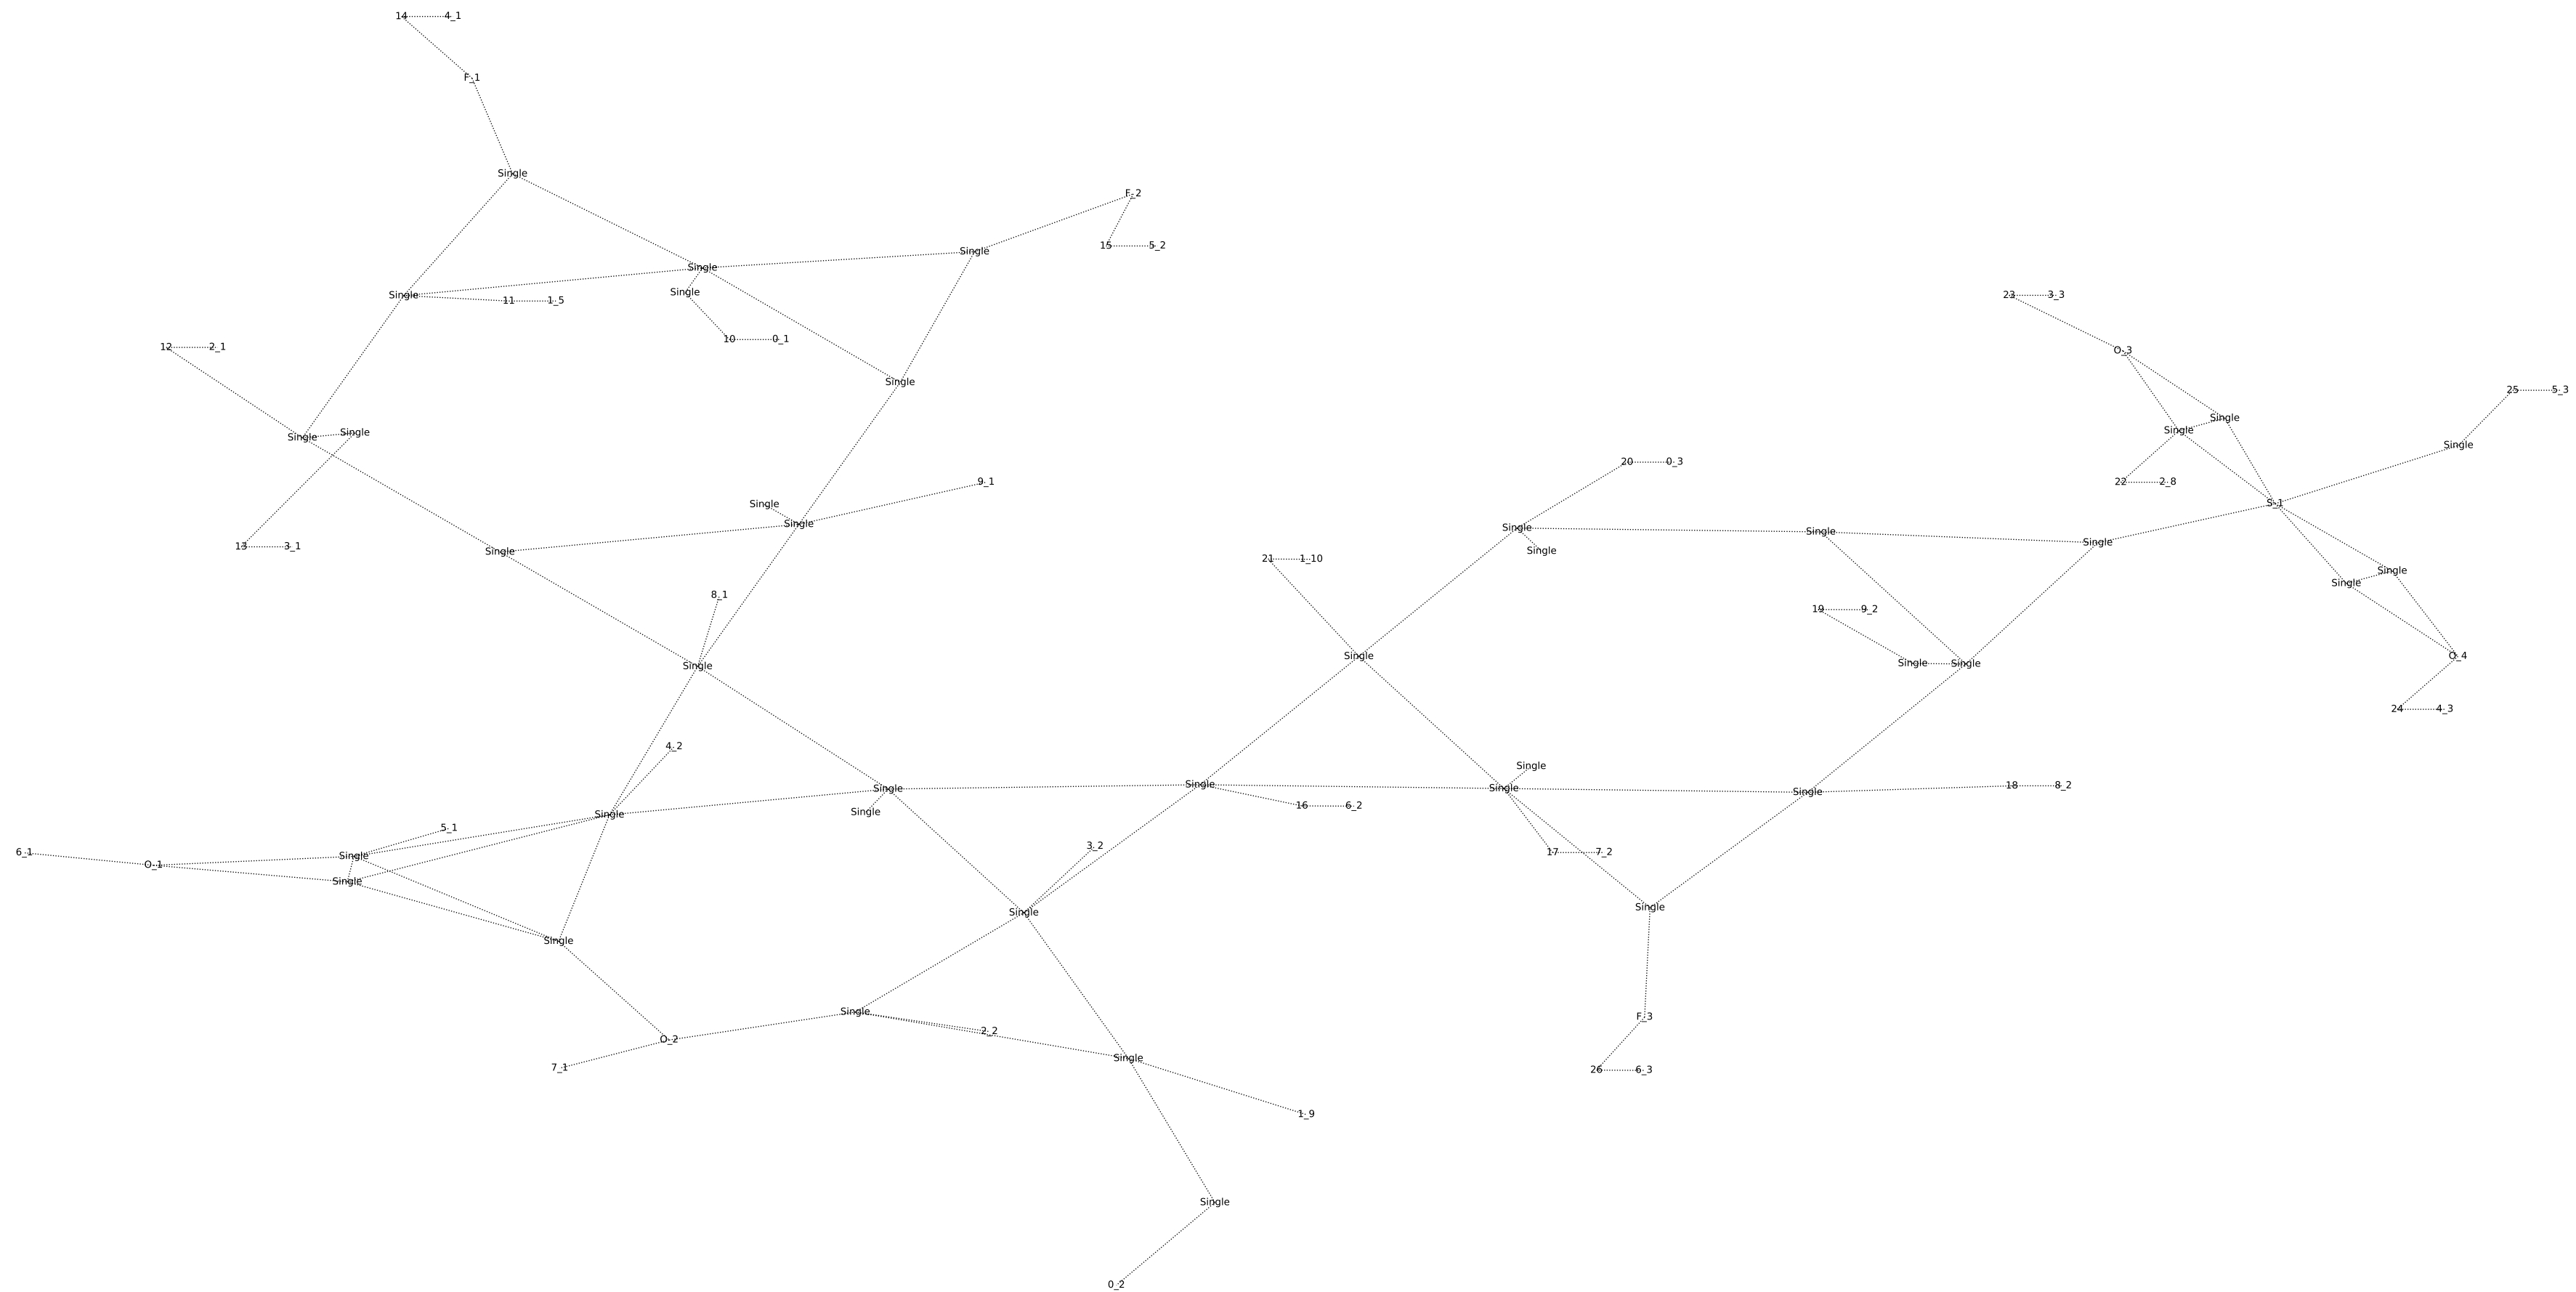 14 4_1
F_1
Single
F_2
15 5_2
Single
Single
Single
Single
11 1_5
10 0_1
12 2_1
Single
Single
Single
13 3_1
Single
Single
9_1
Single
8_1
Single
23 3_3
O_3
25 5_3
Single
Single
Single
20 0_3
22 2_8
S_1
Single
Single
Single
Single
21 1_10
Single
Single
19 9_2
Single
Single
Single
O_4
24 4_3
4_2
Single
Single
Single
Single
Single
Single
Single
16 6_2
18 8_2
5_1
6_1
O_1
Single
Single
3_2
17 7_2
Single
Single
Single
Single
2_2
O_2
7_1
Single
F_3
26 6_3
1_9
Single
0_2